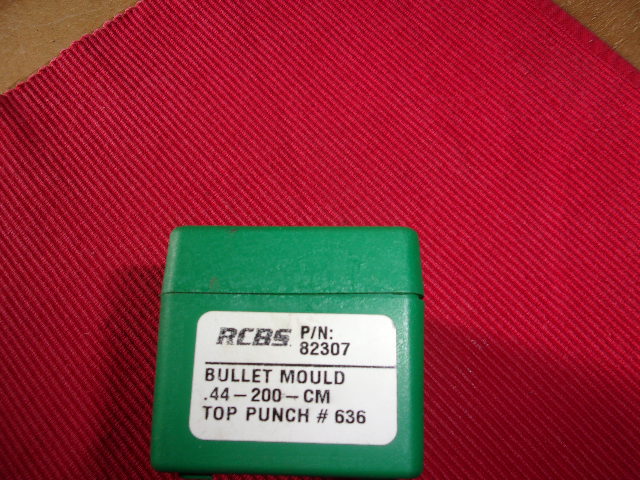 RCBS. P/N:
82307
BULLET MOULD
.44-200-CM
TOP PUNCH # 636